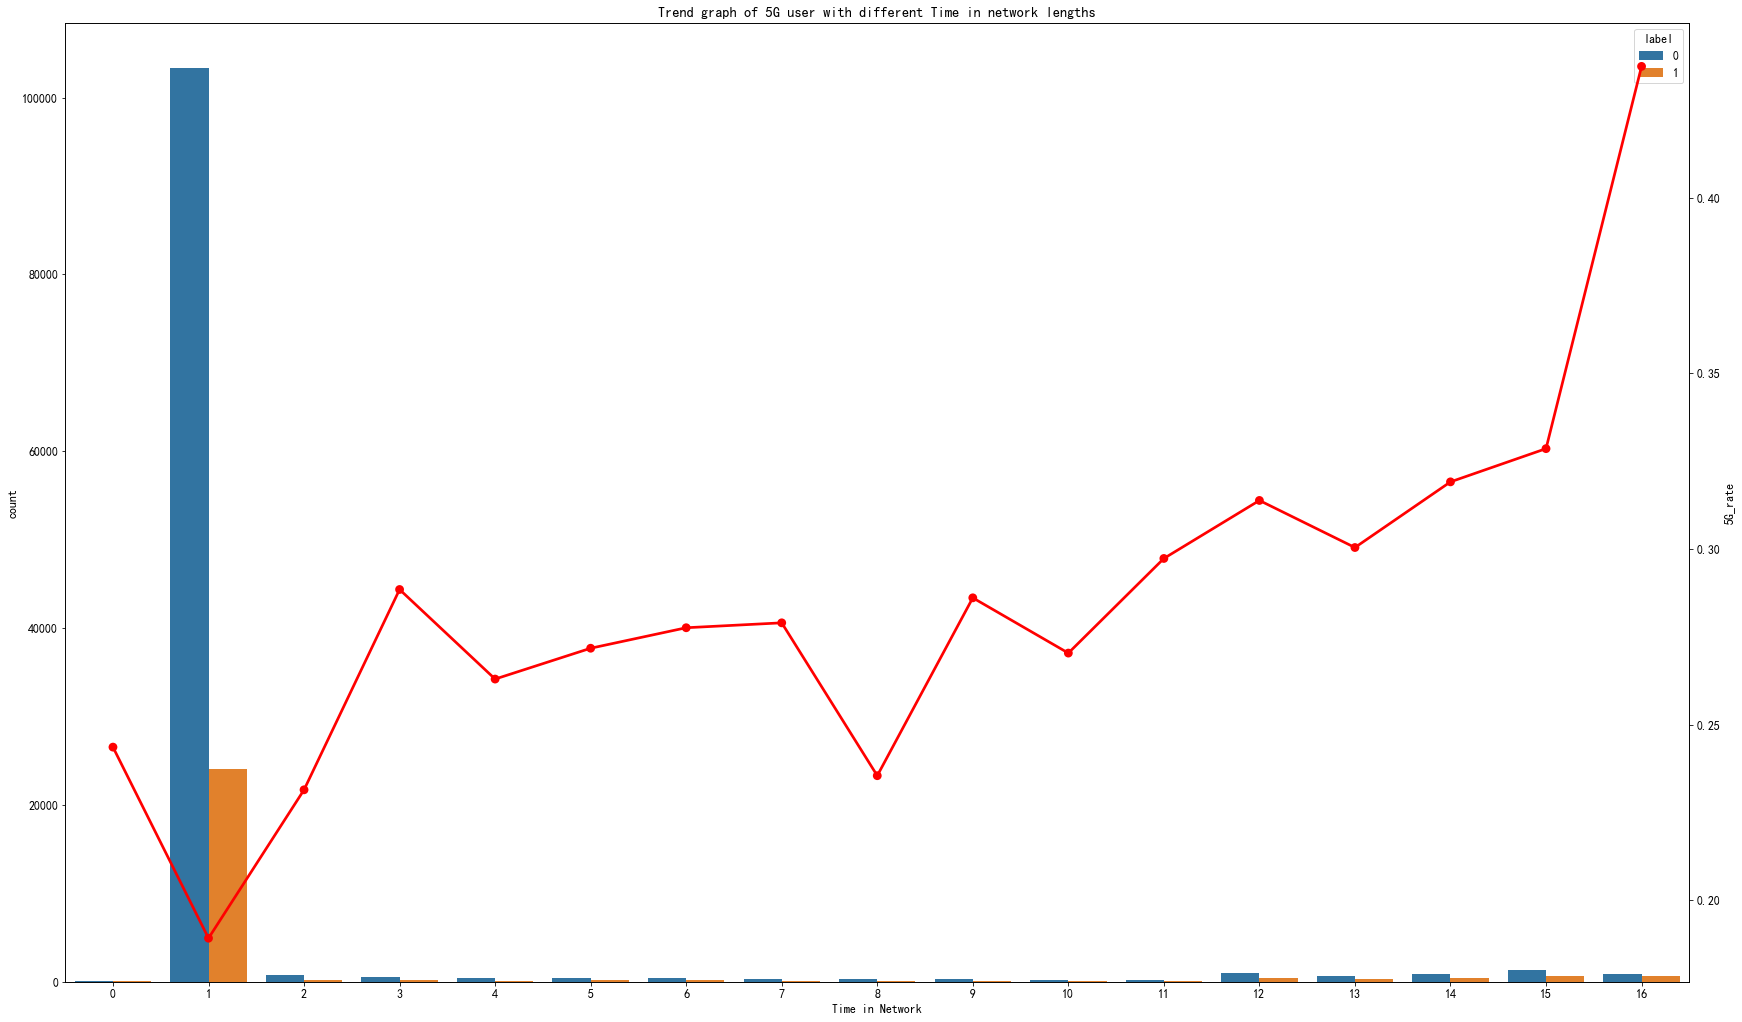 Trend graph of 5G user with different Time in network lengths
label
0
1
100000
80000
60000
40000
20000
0
count
0.40
0.35
0.30
0.25
0.20
5G_rate
0 1 2 3 4 5 6 7 8 9 10 11 12 13 14 15 16
Time in Network